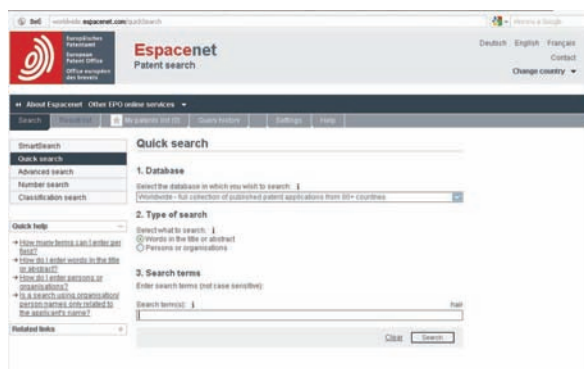 Веб
worldwide.espacenet.com/quickSearch
Europäisches
Patentamt
European
Patent Office
Office européen
des brevets
Espacenet
Patent search
Deutsch English Français
Contact
Change country
About Espacenet Other EPO online services
Search Result list My patents list (0) Query history Settings Help
SmartSearch
Quick search
Advanced search
Number search
Classification search
Quick help
How many terms can I enter per
field?
How do I enter words in the title
or abstract?
How do I enter persons or
organisations?
Is a search using organisation/
person names only related to
the applicant's name?
Related links
Quick search
1. Database
Select the database in which you wish to search: i
Worldwide - full collection of published patent applications from 80+ countries
2. Type of search
Select what to search: i
Words in the title or abstract
Persons or organisations
3. Search terms
Enter search terms (not case sensitive):
Search term(s): i
hair
Clear Search